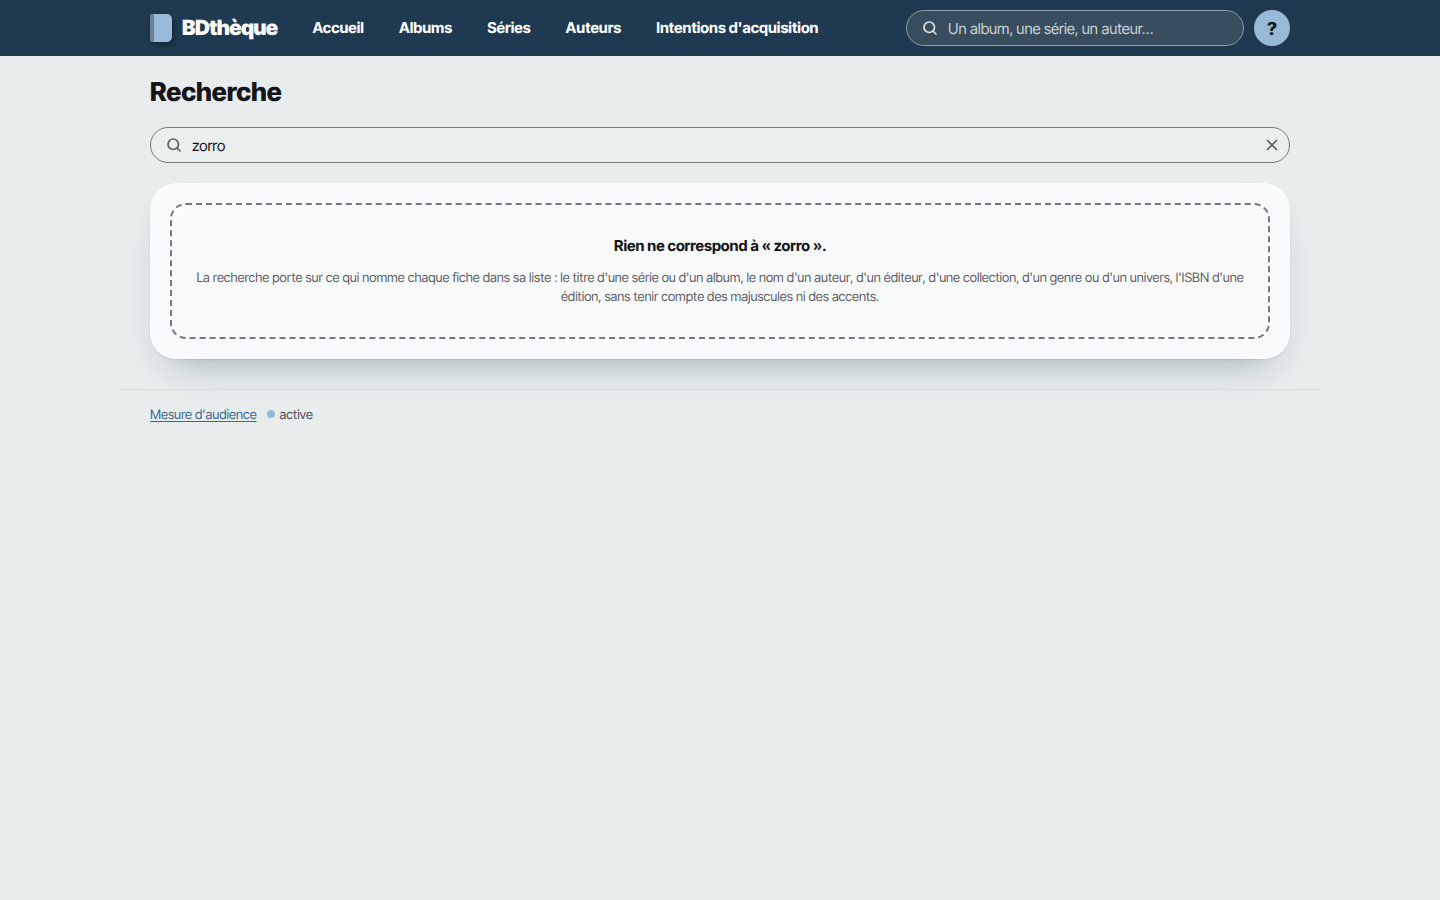 BDthèque
Accueil
Albums
Séries
Auteurs
Intentions d'acquisition
Un album, une série, un auteur...
?
Recherche
zorro
Rien ne correspond à « zorro ».
La recherche porte sur ce qui nomme chaque fiche dans sa liste : le titre d'une série ou d'un album, le nom d'un auteur, d'un éditeur, d'une collection, d'un genre ou d'un univers, l'ISBN d'une
édition, sans tenir compte des majuscules ni des accents.
Mesure d'audience
active